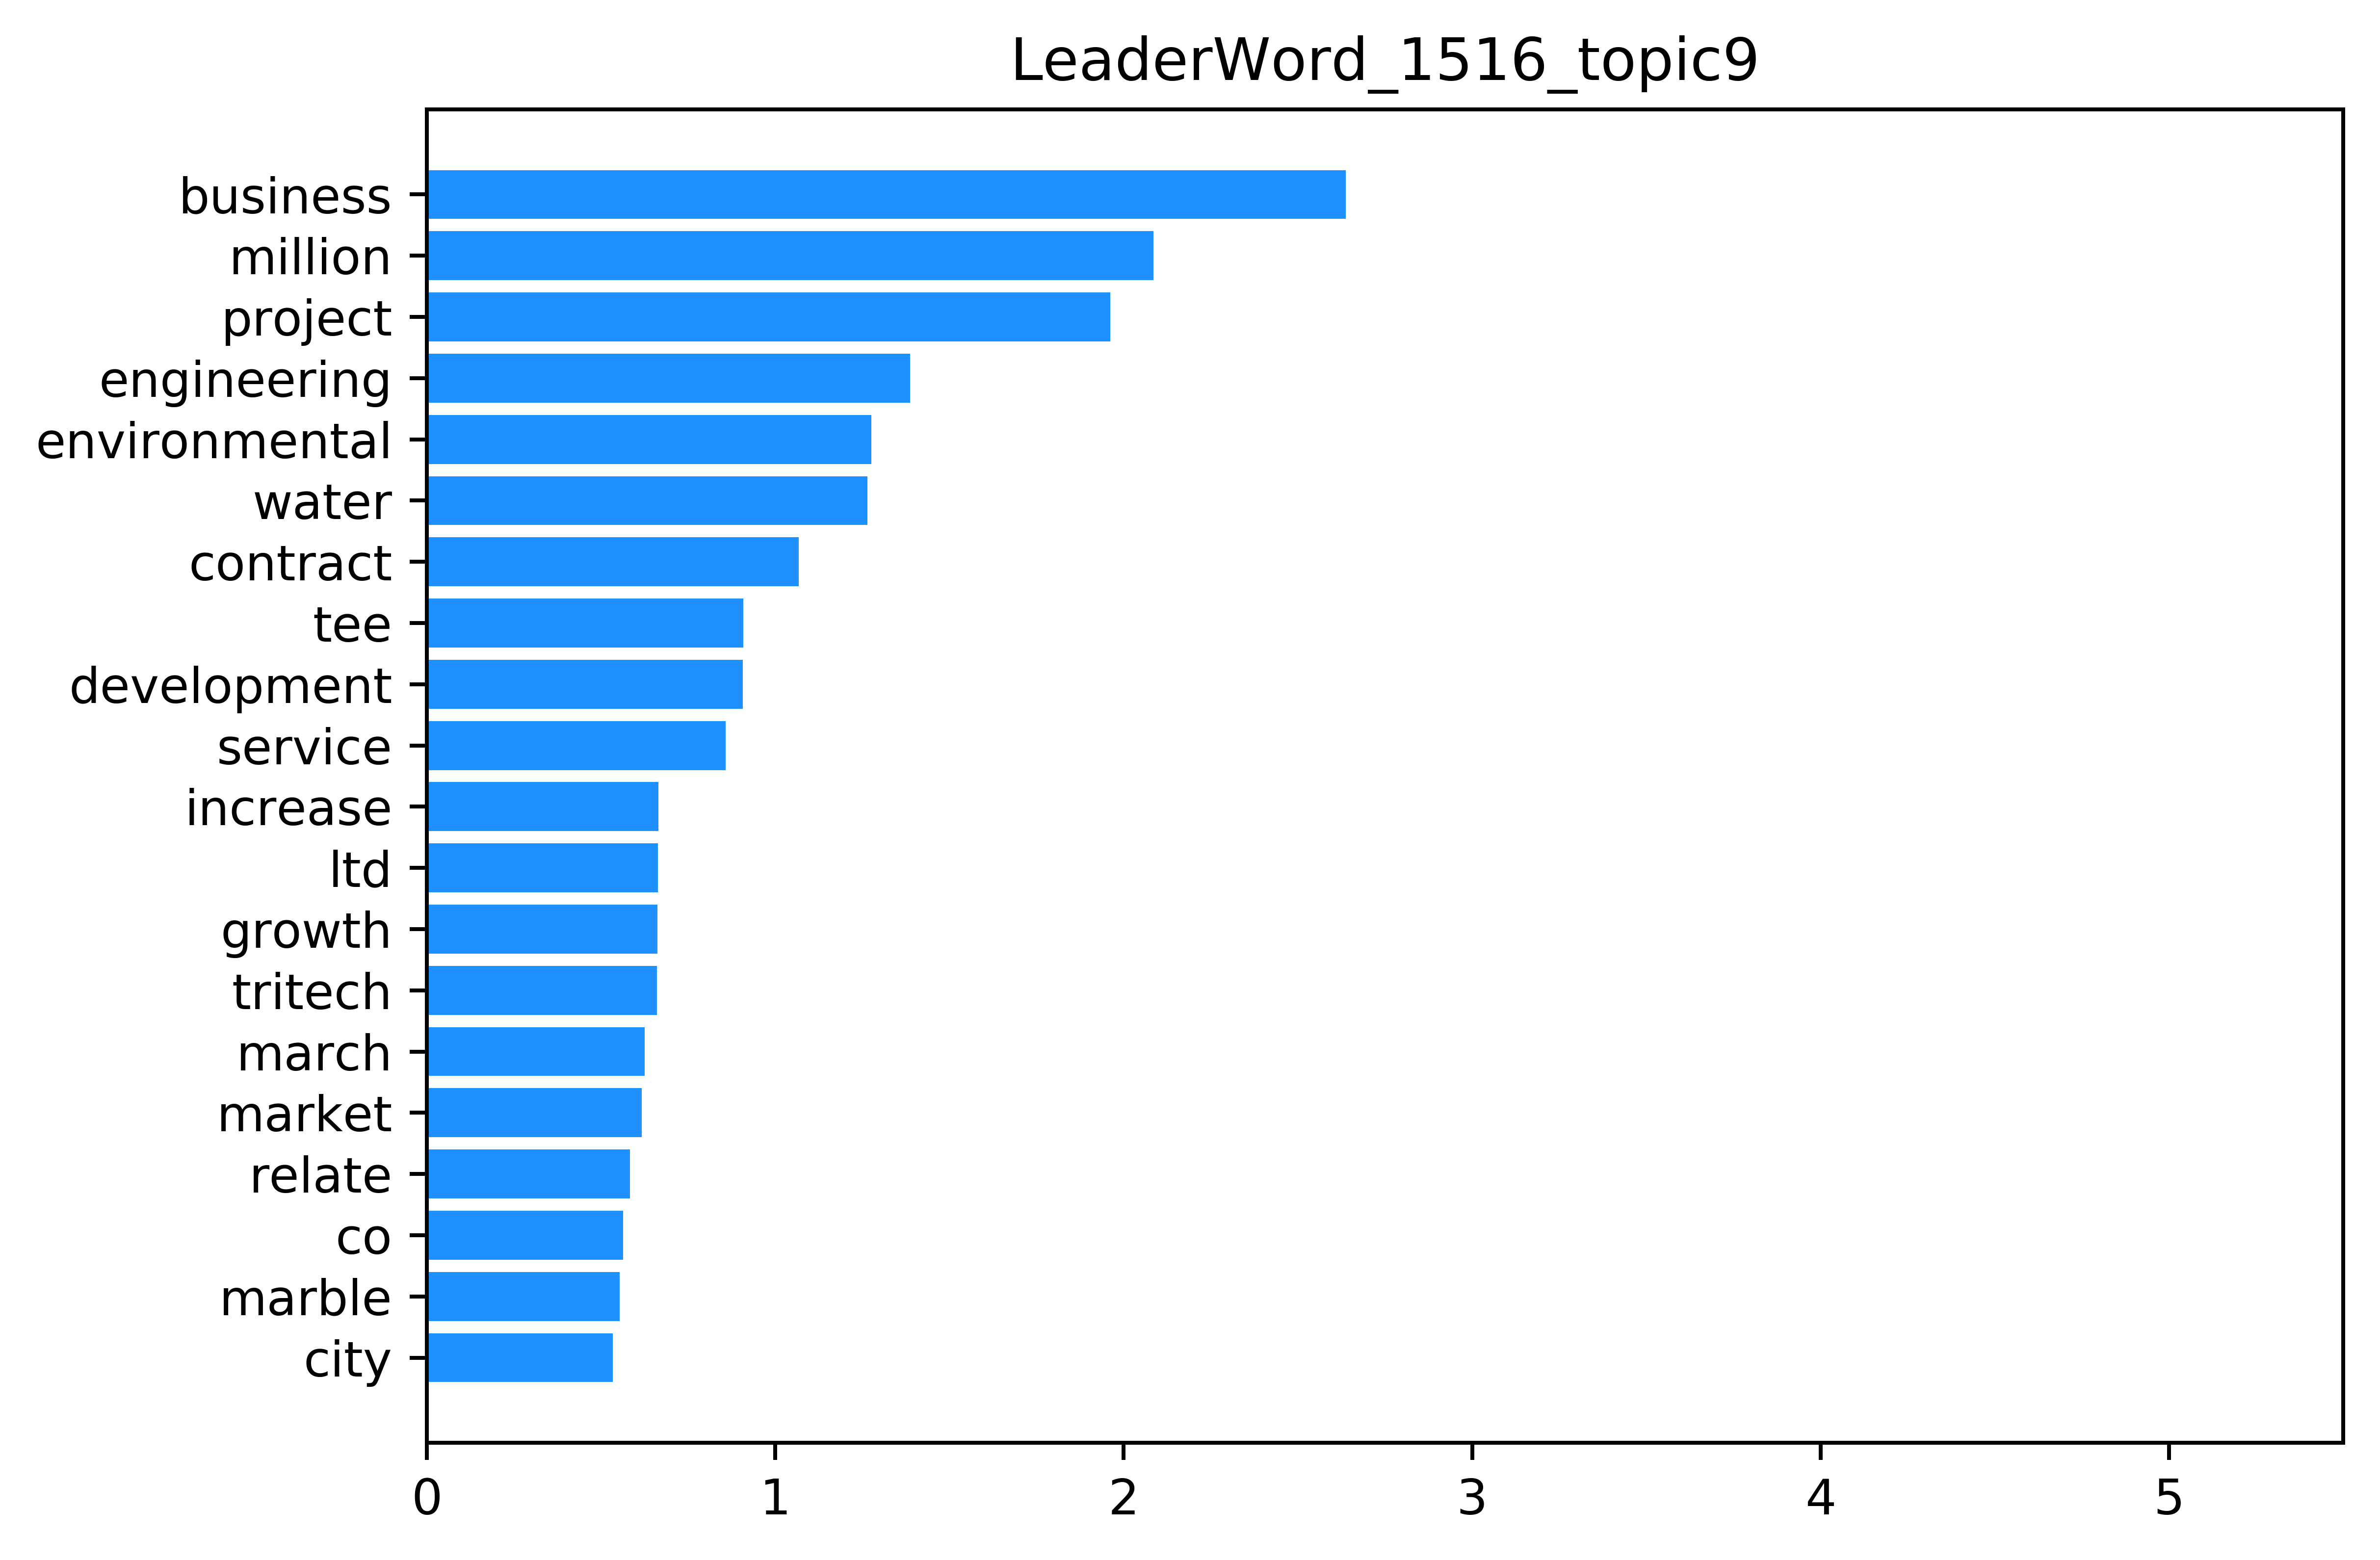 LeaderWord_1516_topic9
business
million
project
engineering
environmental
water
contract
tee
development
service
increase
ltd
growth
tritech
march
market
relate
co
marble
city
0 1 2 3 4 5